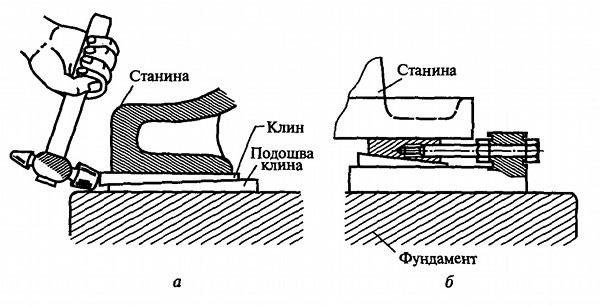 Станина
Клин
Подошва
клина
а
Станина
Фундамент
б